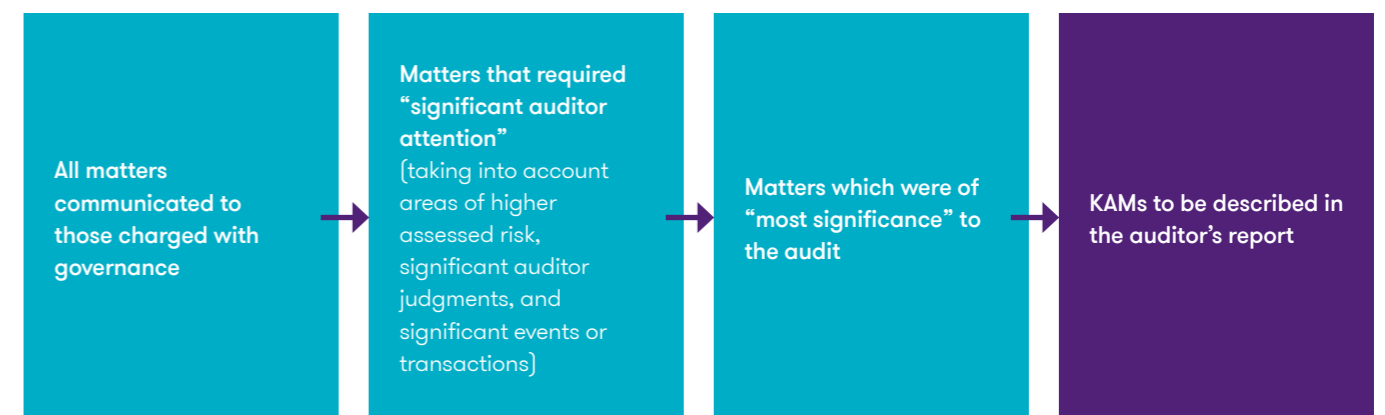 All matters
communicated to
those charged with
governance
Matters that required
“significant auditor
attention”
(taking into account
areas of higher
assessed risk,
significant auditor
judgments, and
significant events or
transactions)
Matters which were of
“most significance” to
the audit
KAMs to be described in
the auditor’s report